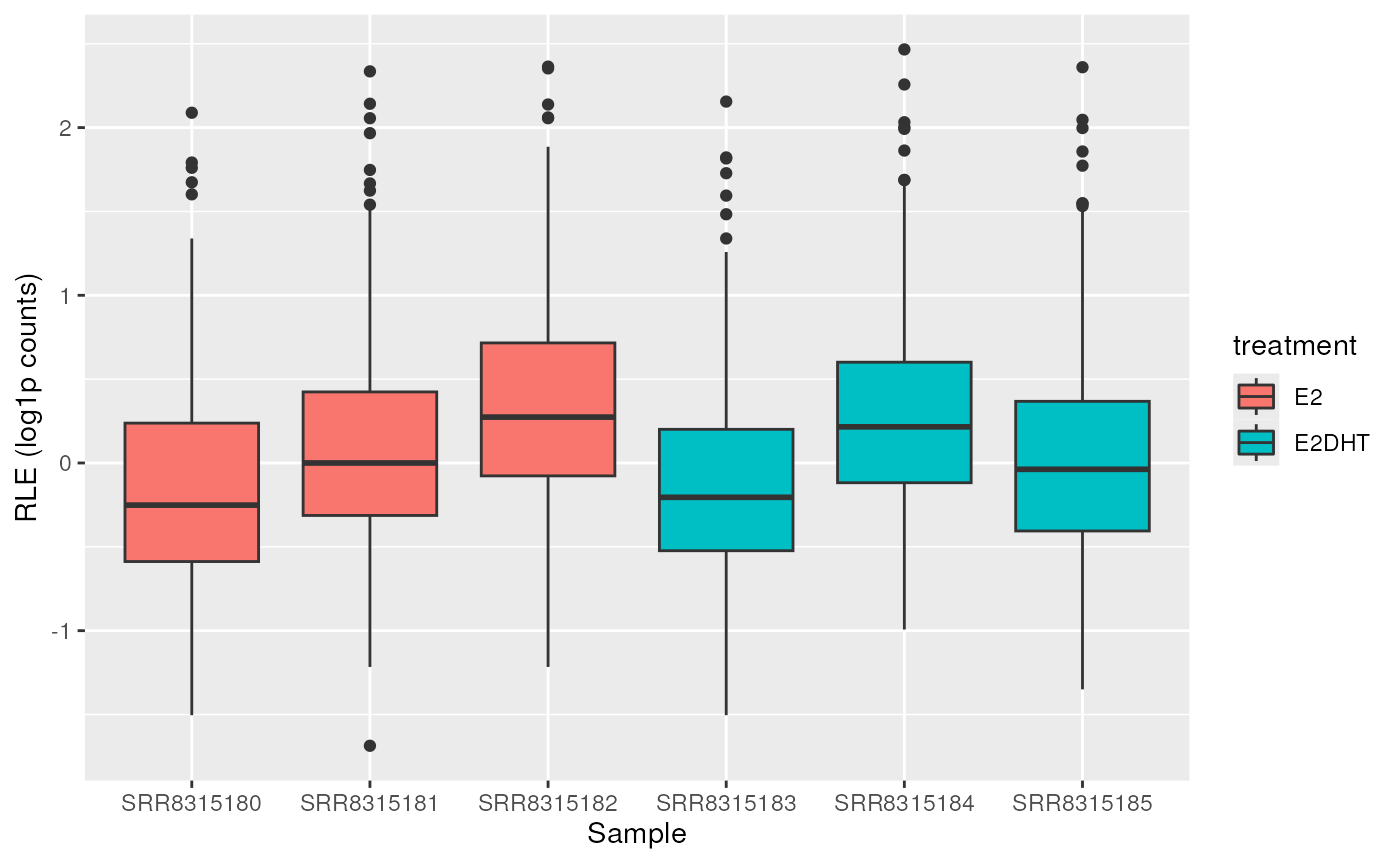 RLE (log1p counts)
2
1
0
-1
SRR8315180 SRR8315181 SRR8315182 SRR8315183 SRR8315184 SRR8315185
Sample
treatment
E2
E2DHT